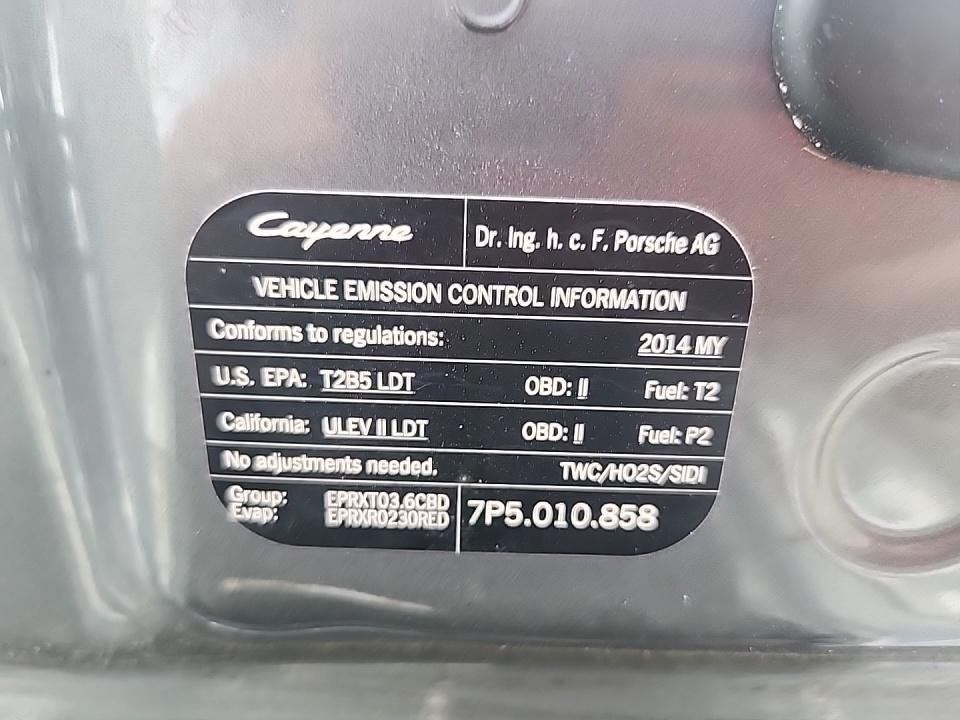 Cayenne Dr. Ing. h. c. F. Porsche AG
VEHICLE EMISSION CONTROL INFORMATION
Conforms to regulations: 2014 MY
U.S. EPA: T2B5 LDT OBD: II Fuel: T2
California: ULEV II LDT OBD: II Fuel: P2
No adjustments needed. TWC/HO2S/SIDI
Group: EPRXT03.6CBD 7P5.010.858
Evap: EPRXR0230RED